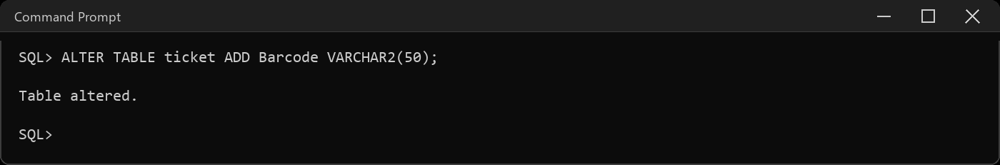 Command Prompt
SQL> ALTER TABLE ticket ADD Barcode VARCHAR2(50);
Table altered.
SQL>